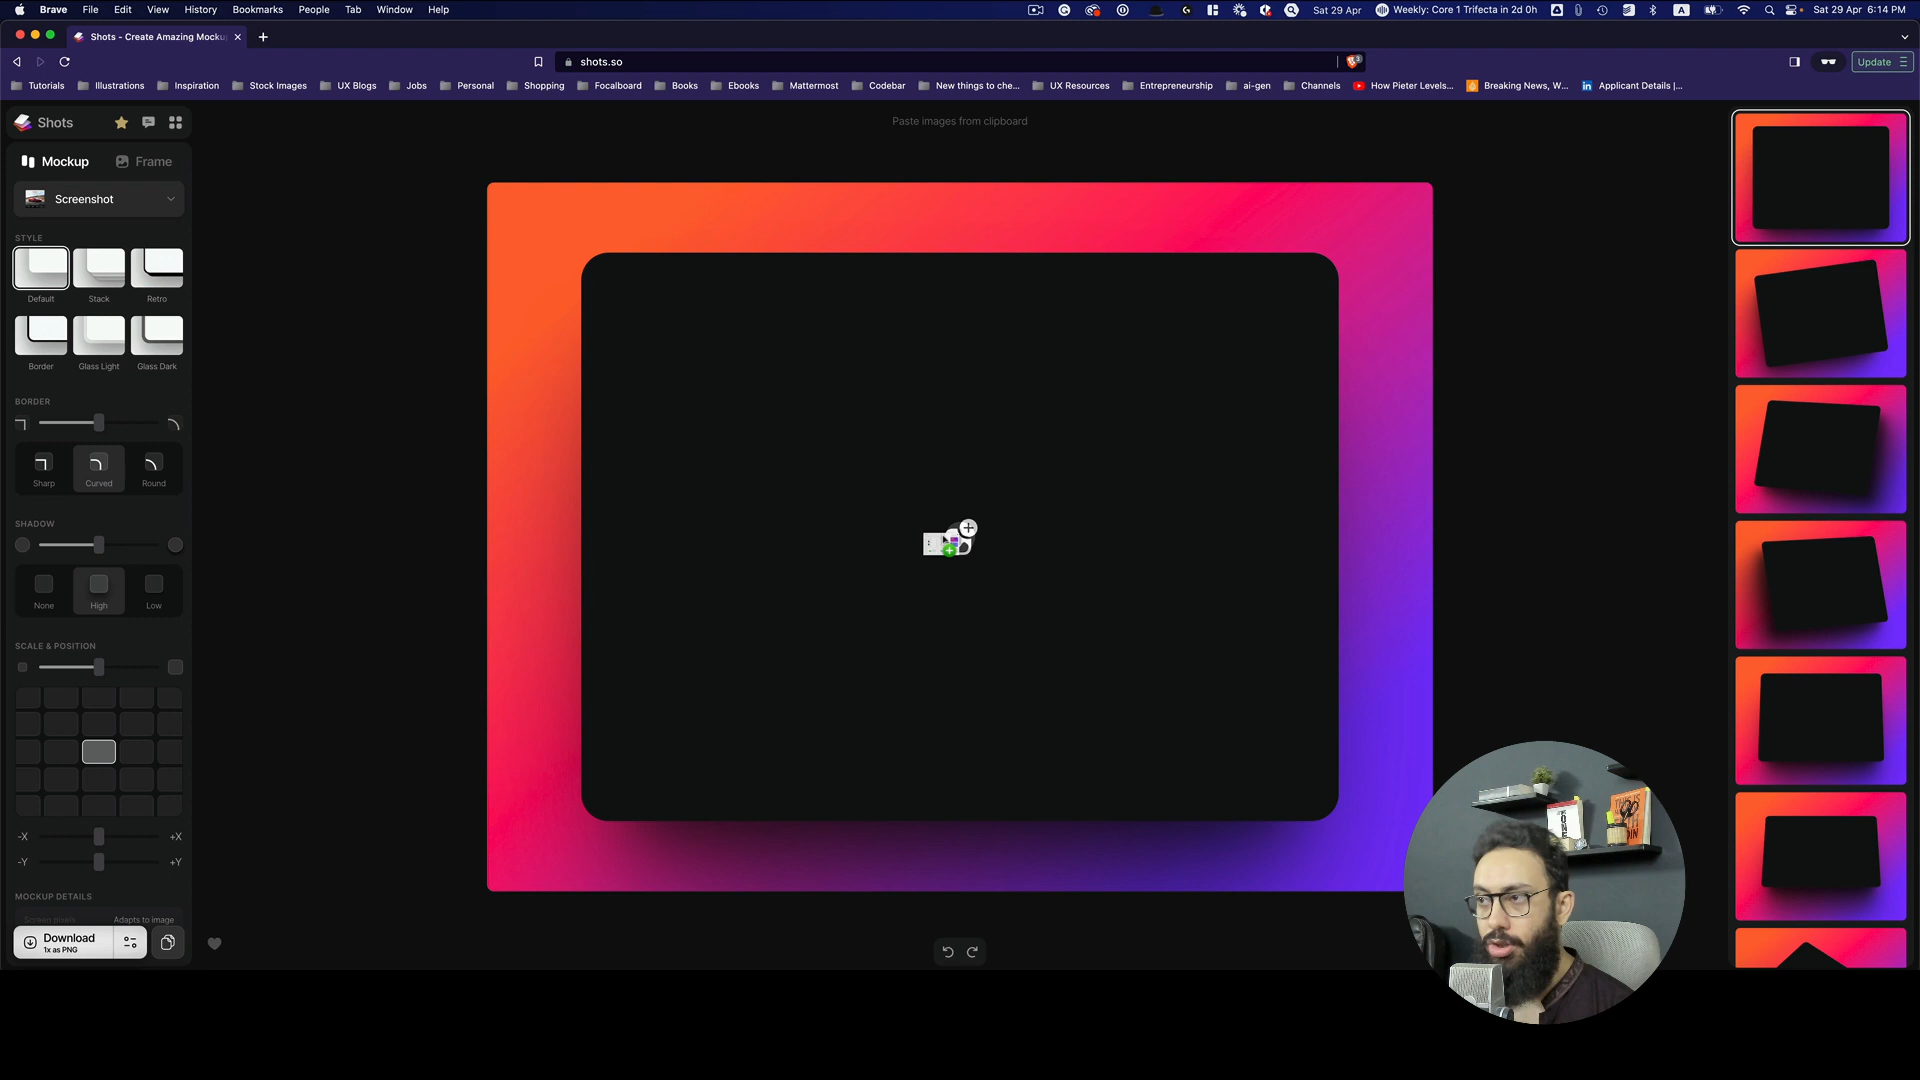 Brave File Edit View History Bookmarks People Tab Window Help Sat 29 Apr Weekly: Core 1 Trifecta in 2d 0h A Sat 29 Apr 6:14 PM
Shots - Create Amazing Mocku
shots.so Update
Tutorials Illustrations Inspiration Stock Images UX Blogs Jobs Personal Shopping Focalboard Books Ebooks Mattermost Codebar New things to che... UX Resources Entrepreneurship ai-gen Channels How Pieter Levels... Breaking News, W... Applicant Details |...
Shots
Paste images from clipboard
Mockup Frame
Screenshot
STYLE
Default Stack Retro
Border Glass Light Glass Dark
BORDER
Sharp Curved Round
SHADOW
None High Low
SCALE & POSITION
-X +X
-Y +Y
MOCKUP DETAILS
Screen pixels Adapts to image
Download
1x as PNG